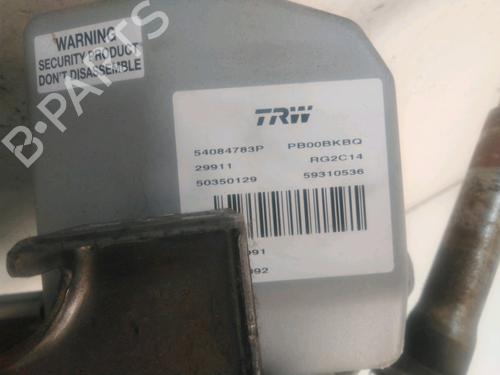 WARNING
SECURITY PRODUCT
DON'T DISASSEMBLE
TRW
54084783P PB00BKBQ
29911 RG2C14
50350129 59310536
B-PARTS